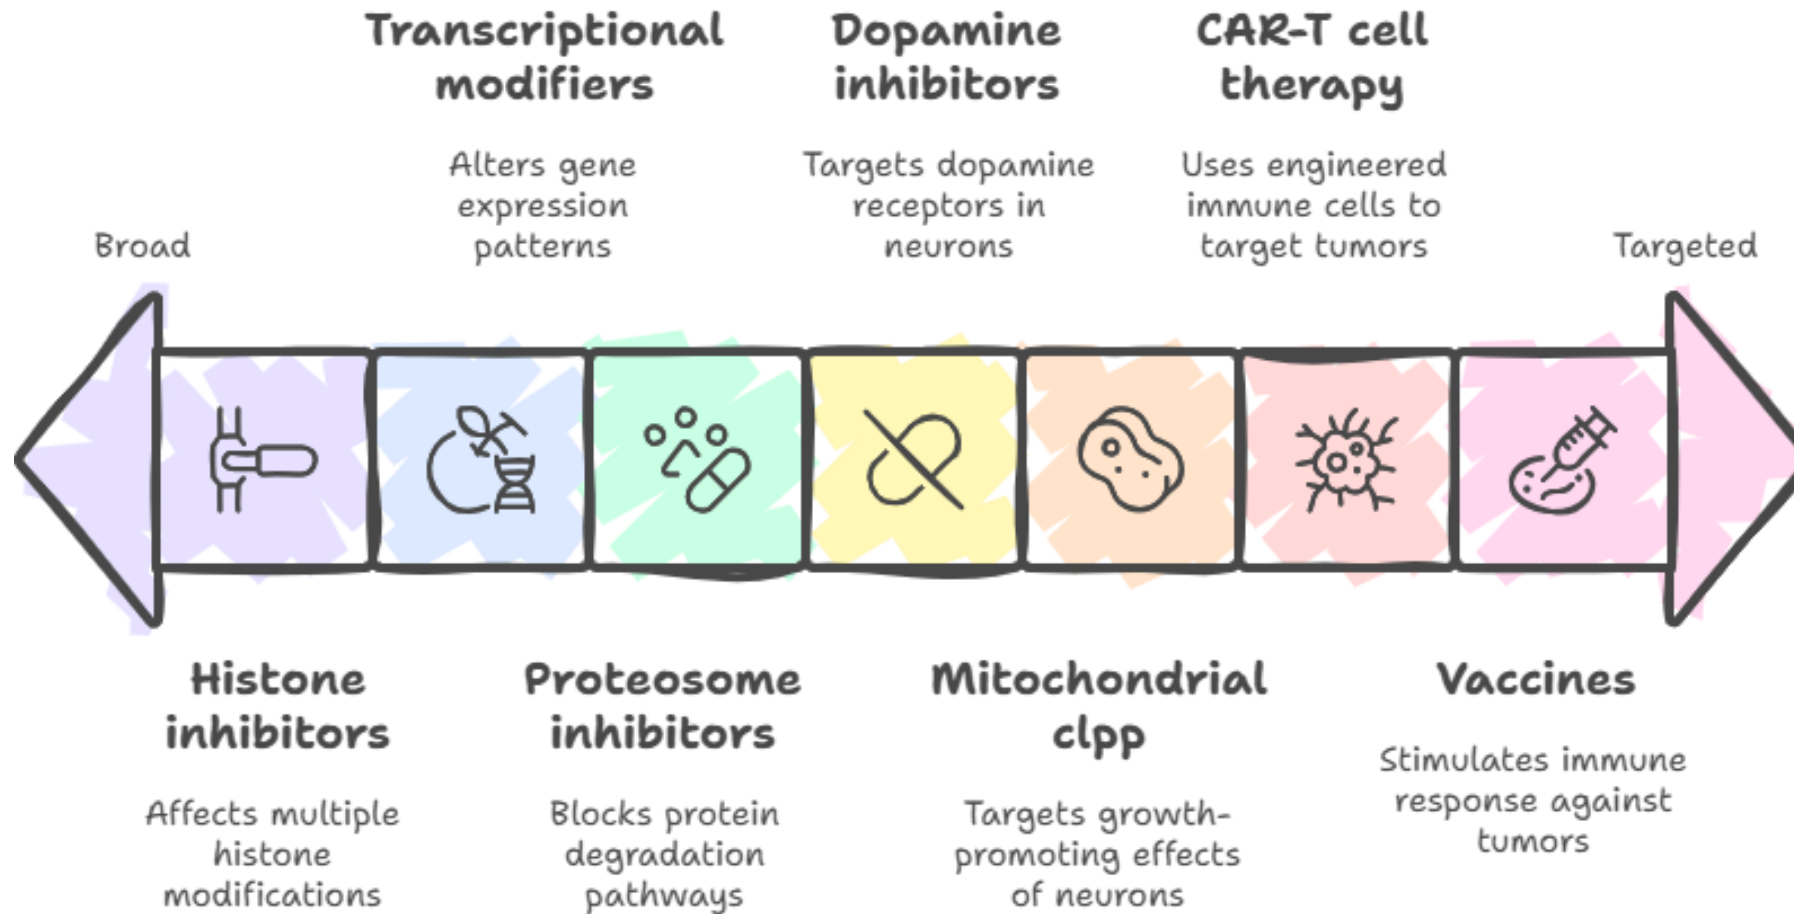 Transcriptional
modifiers
Alters gene
expression
patterns
Dopamine
inhibitors
Targets dopamine
receptors in
neurons
CAR-T cell
therapy
Uses engineered
immune cells to
target tumors
Broad
Targeted
Histone
inhibitors
Affects multiple
histone
modifications
Proteosome
inhibitors
Blocks protein
degradation
pathways
Mitochondrial
clpp
Targets growth-
promoting effects
of neurons
Vaccines
Stimulates immune
response against
tumors